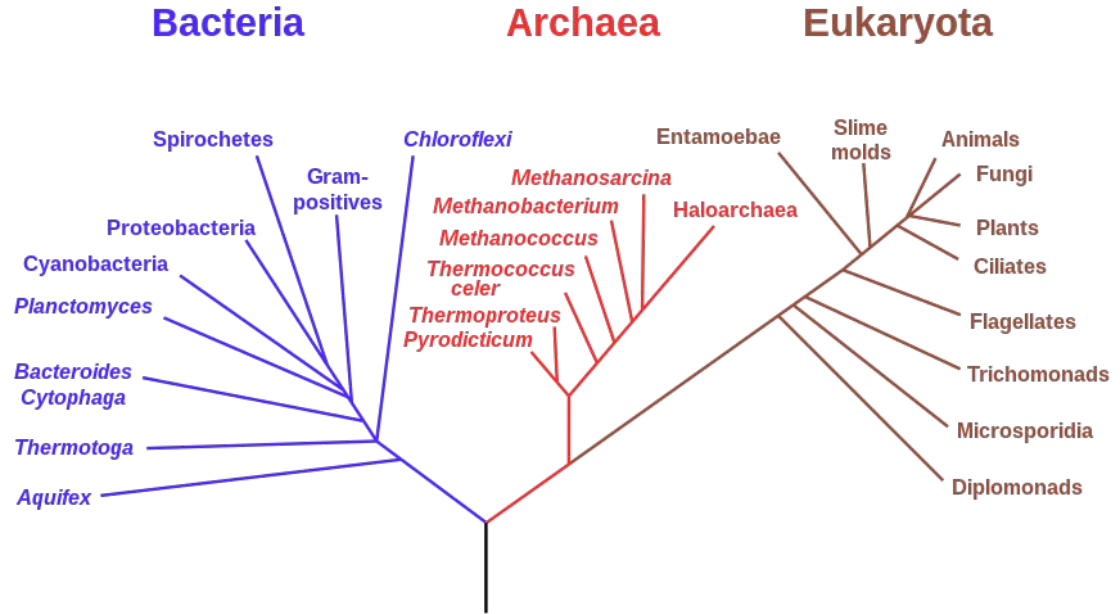 Bacteria
Archaea
Eukaryota
Spirochetes
Gram-
positives
Proteobacteria
Cyanobacteria
Planctomyces
Bacteroides
Cytophaga
Thermotoga
Aquifex
Chloroflexi
Methanosarcina
Methanobacterium
Haloarchaea
Methanococcus
Thermococcus
celer
Thermoproteus
Pyrodicticum
Entamoebae
Slime
molds
Animals
Fungi
Plants
Ciliates
Flagellates
Trichomonads
Microsporidia
Diplomonads